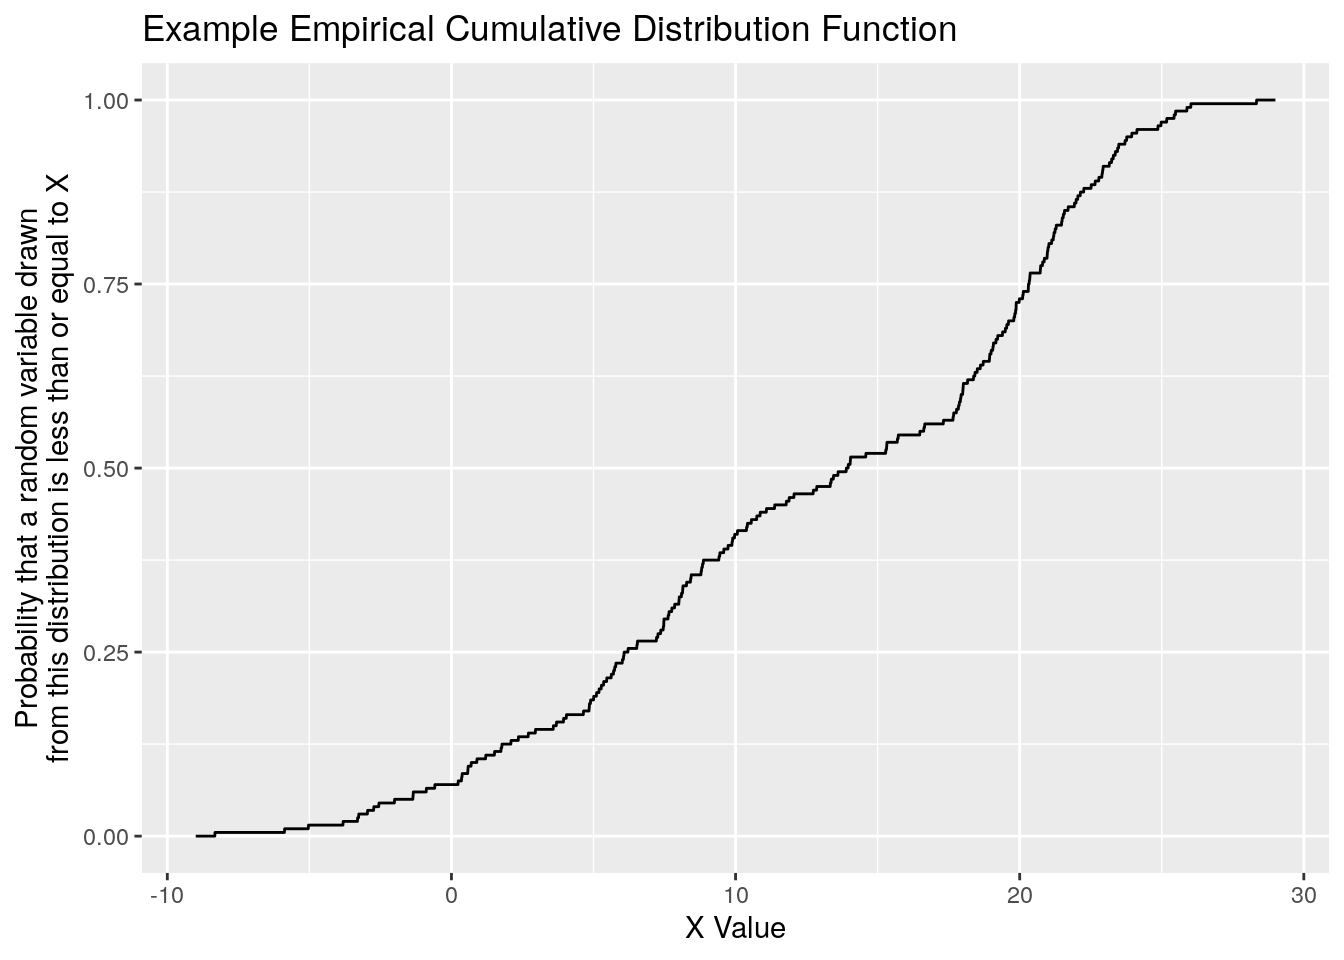 Example Empirical Cumulative Distribution Function
Probability that a random variable drawn
from this distribution is less than or equal to X
1.00
0.75
0.50
0.25
0.00
-10
0
10
20
30
X Value